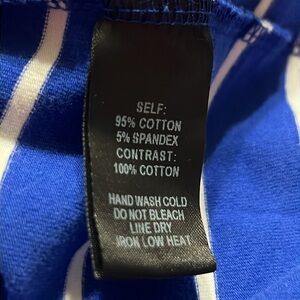 SELF:
95% COTTON
5% SPANDEX
CONTRAST:
100% COTTON
HAND WASH COLD
DO NOT BLEACH
LINE DRY
IRON LOW HEAT